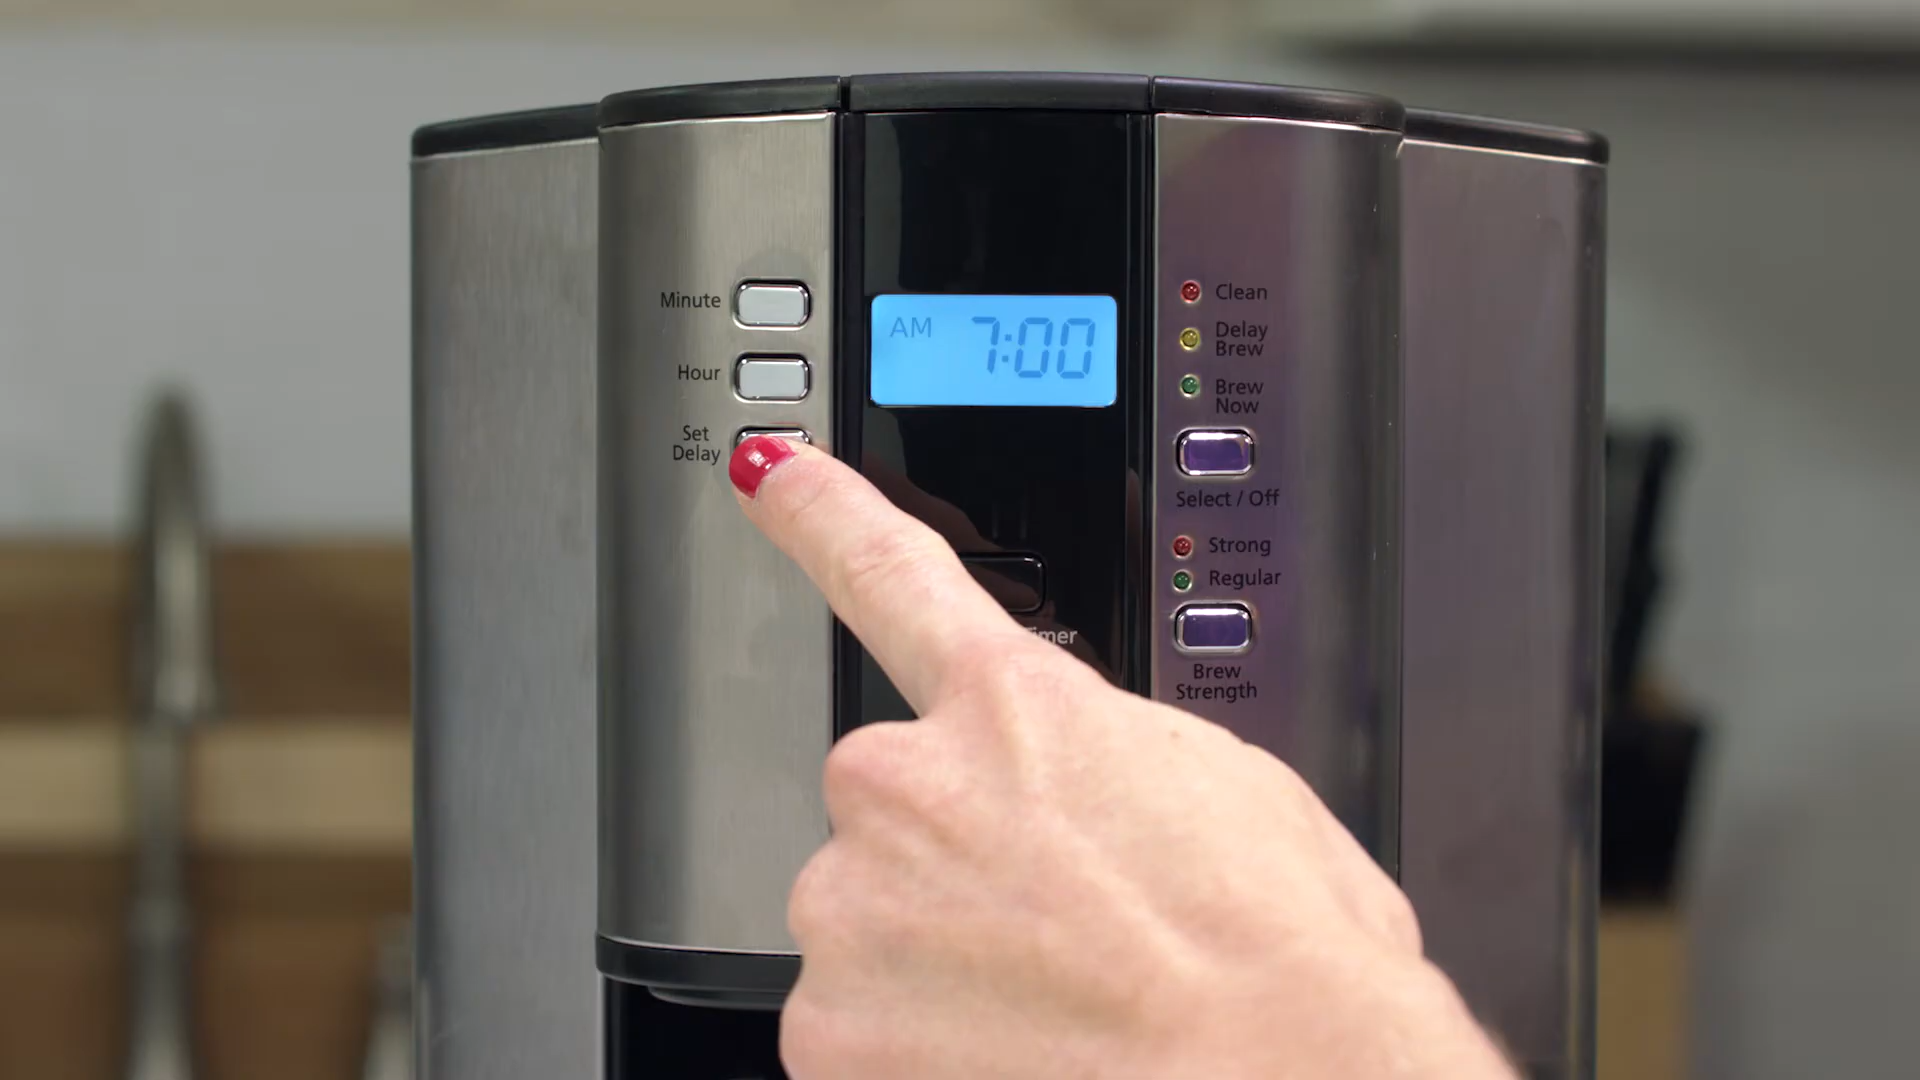 Minute
Hour
Set
Delay
AM 7:00
Clean
Delay
Brew
Brew
Now
Select / Off
Strong
Regular
Brew
Strength